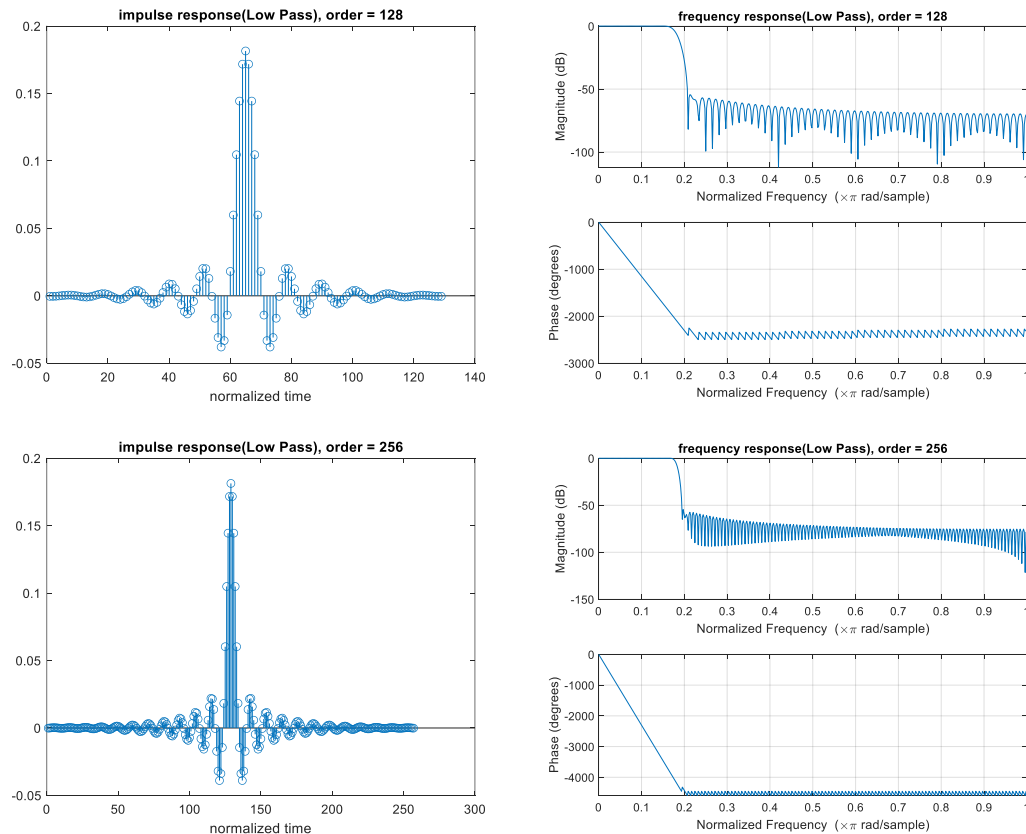 impulse response(Low Pass), order = 128
0.2
0.15
0.1
0.05
0
-0.05
0 20 40 60 80 100 120 140
normalized time
frequency response(Low Pass), order = 128
Magnitude (dB)
0
-50
-100
0 0.1 0.2 0.3 0.4 0.5 0.6 0.7 0.8 0.9 1
Normalized Frequency (×π rad/sample)
Phase (degrees)
0
-1000
-2000
-3000
0 0.1 0.2 0.3 0.4 0.5 0.6 0.7 0.8 0.9 1
Normalized Frequency (×π rad/sample)
impulse response(Low Pass), order = 256
0.2
0.15
0.1
0.05
0
-0.05
0 50 100 150 200 250 300
normalized time
frequency response(Low Pass), order = 256
Magnitude (dB)
0
-50
-100
-150
0 0.1 0.2 0.3 0.4 0.5 0.6 0.7 0.8 0.9 1
Normalized Frequency (×π rad/sample)
Phase (degrees)
0
-1000
-2000
-3000
-4000
0 0.1 0.2 0.3 0.4 0.5 0.6 0.7 0.8 0.9 1
Normalized Frequency (×π rad/sample)